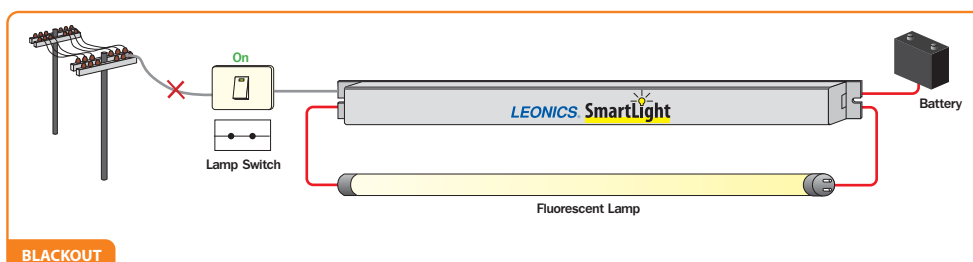 On
LEONICS. SmartLight
Battery
Lamp Switch
Fluorescent Lamp
BLACKOUT